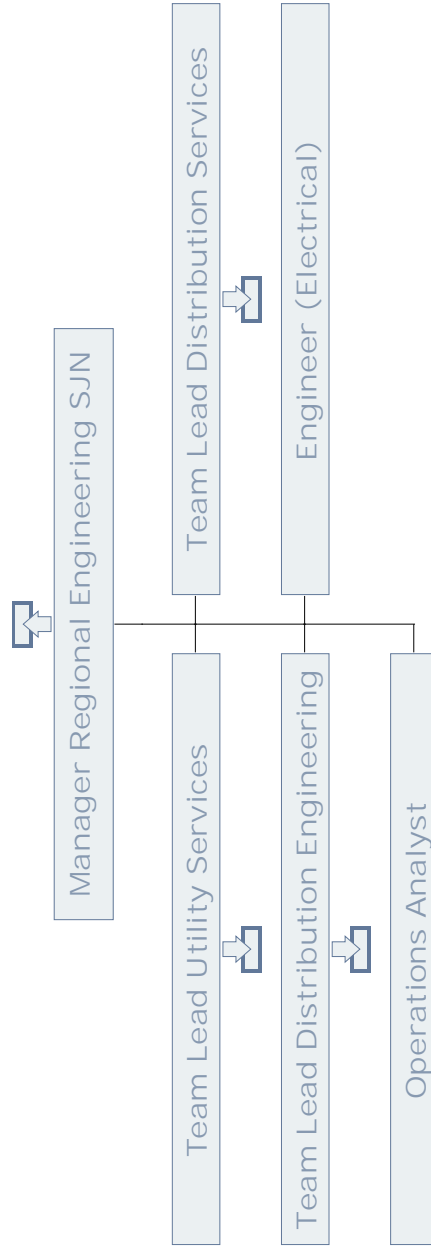 Manager Regional Engineering SJN
Team Lead Utility Services
Team Lead Distribution Services
Team Lead Distribution Engineering
Engineer (Electrical)
Operations Analyst